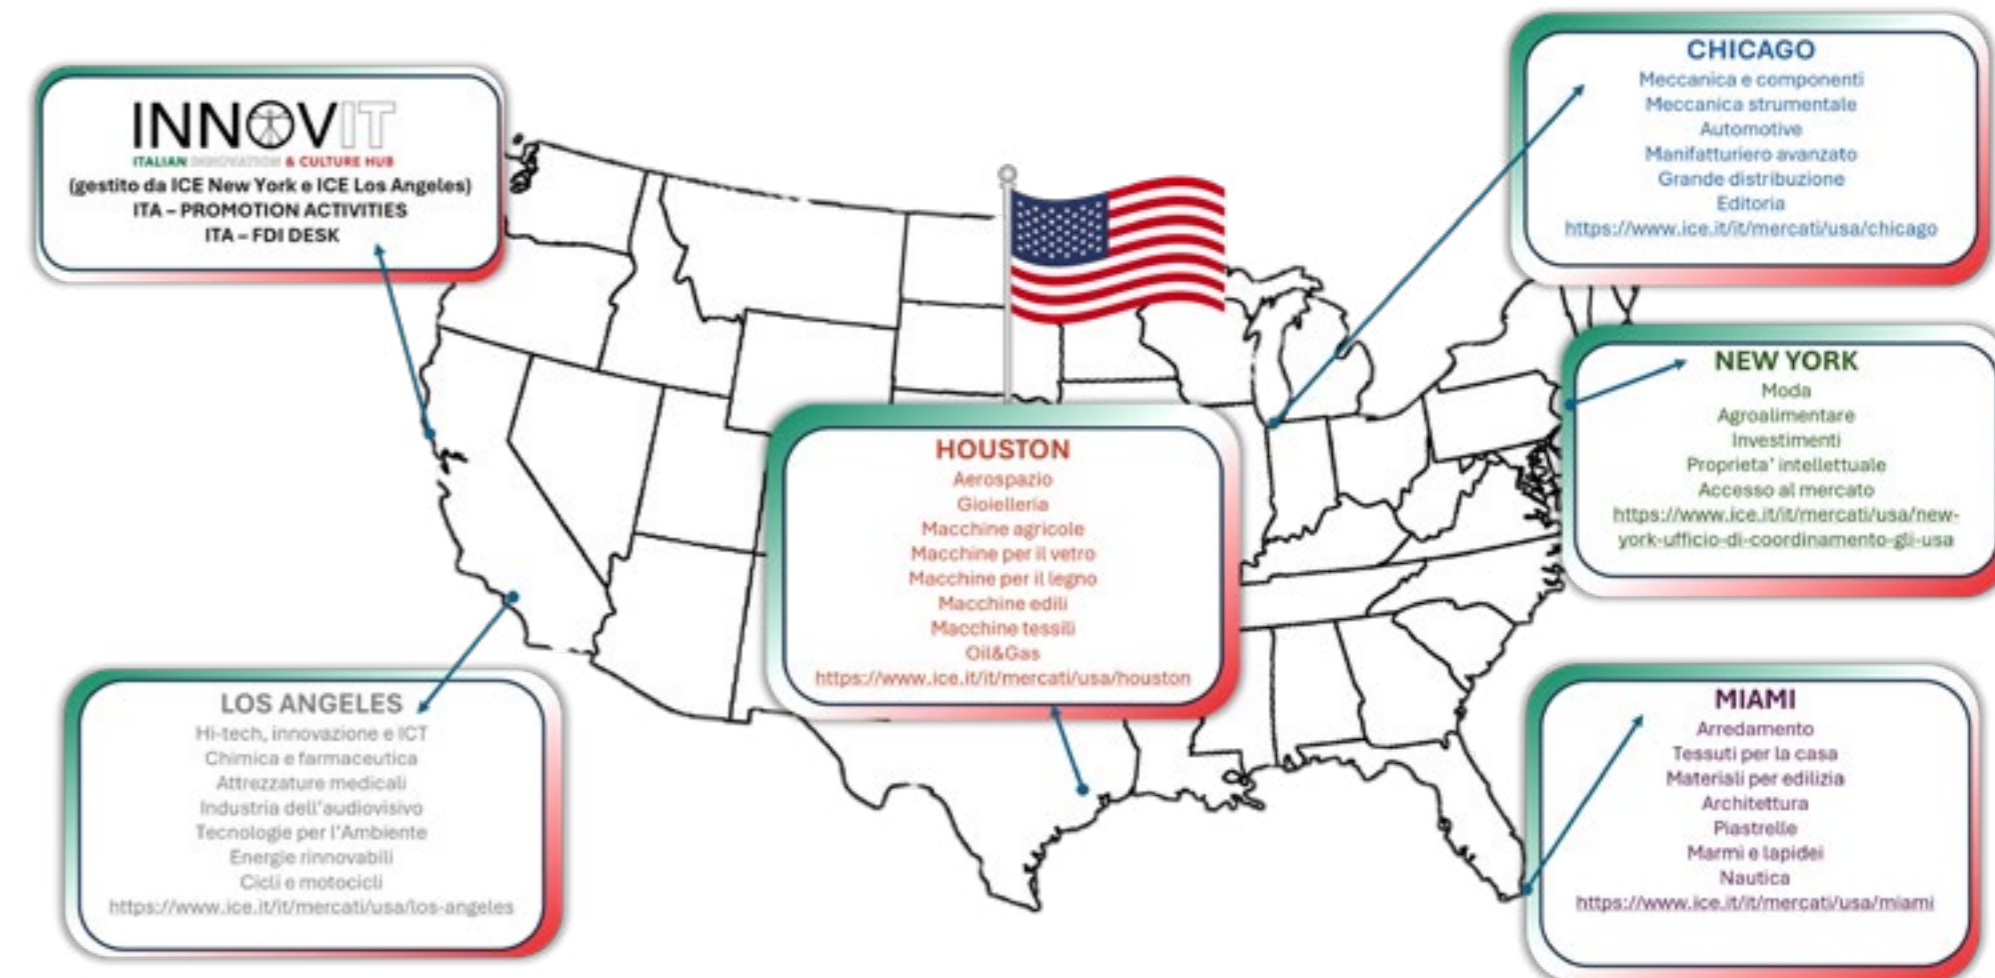 INNOVIT
ITALIAN INNOVATION & CULTURE HUB
(gestito da ICE New York e ICE Los Angeles)
ITA – PROMOTION ACTIVITIES
ITA – FDI DESK
CHICAGO
Meccanica e componenti
Meccanica strumentale
Automotive
Manifatturiero avanzato
Grande distribuzione
Editoria
https://www.ice.it/it/mercati/usa/chicago
NEW YORK
Moda
Agroalimentare
Investimenti
Proprieta' intellettuale
Accesso al mercato
https://www.ice.it/it/mercati/usa/new-
york-ufficio-di-coordinamento-gli-usa
HOUSTON
Aerospazio
Gioielleria
Macchine agricole
Macchine per il vetro
Macchine per il legno
Macchine edili
Macchine tessili
Oil&Gas
https://www.ice.it/it/mercati/usa/houston
LOS ANGELES
Hi-tech, innovazione e ICT
Chimica e farmaceutica
Attrezzature medicali
Industria dell'audiovisivo
Tecnologie per l'Ambiente
Energie rinnovabili
Cicli e motocicli
https://www.ice.it/it/mercati/usa/los-angeles
MIAMI
Arredamento
Tessuti per la casa
Materiali per edilizia
Architettura
Piastrelle
Marmi e lapidei
Nautica
https://www.ice.it/it/mercati/usa/miami